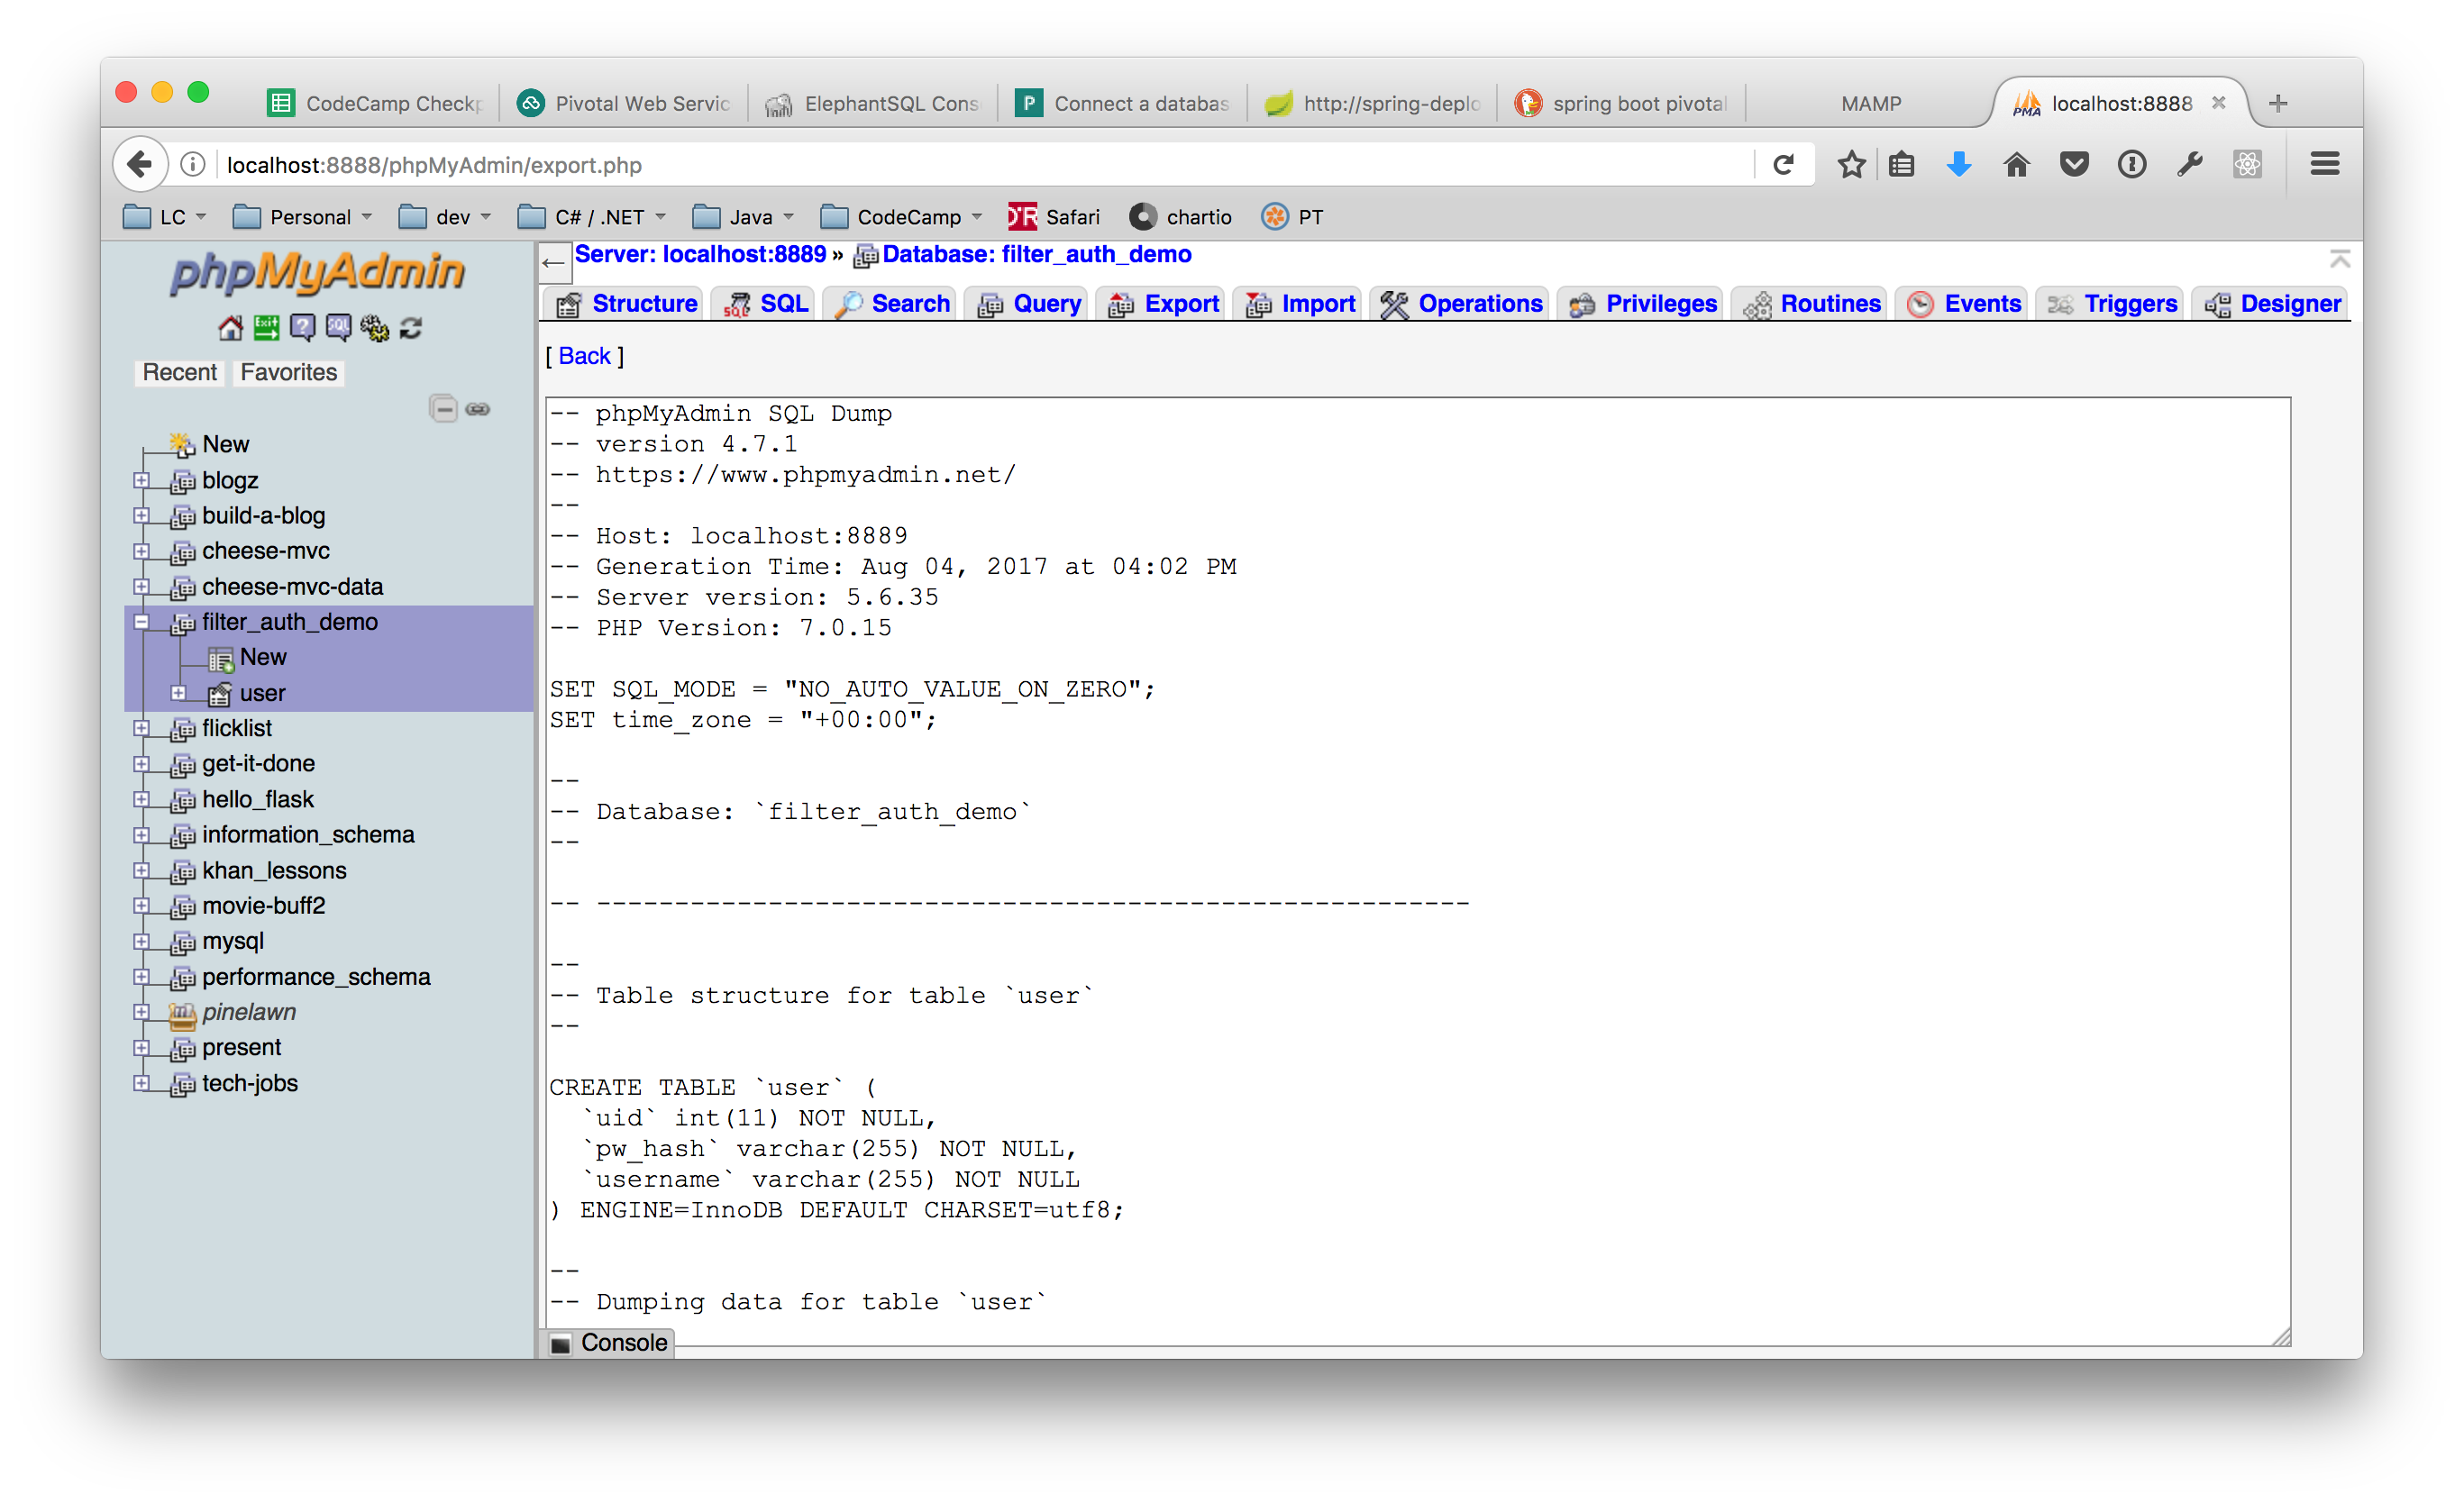 CodeCamp Checkp
Pivotal Web Servic
ElephantSQL Cons
P Connect a databas
http://spring-deplo
spring boot pivotal
MAMP
PMA localhost:8888
localhost:8888/phpMyAdmin/export.php
LC Personal dev C# / .NET Java CodeCamp Safari chartio PT
phpMyAdmin
Exit ? SQL
Recent Favorites
New
blogz
build-a-blog
cheese-mvc
cheese-mvc-data
filter_auth_demo
New
user
flicklist
get-it-done
hello_flask
information_schema
khan_lessons
movie-buff2
mysql
performance_schema
pinelawn
present
tech-jobs
Server: localhost:8889 » Database: filter_auth_demo
Structure SQL Search Query Export Import Operations Privileges Routines Events Triggers Designer
[ Back ]
-- phpMyAdmin SQL Dump
-- version 4.7.1
-- https://www.phpmyadmin.net/
--
-- Host: localhost:8889
-- Generation Time: Aug 04, 2017 at 04:02 PM
-- Server version: 5.6.35
-- PHP Version: 7.0.15
SET SQL_MODE = "NO_AUTO_VALUE_ON_ZERO";
SET time_zone = "+00:00";
--
-- Database: `filter_auth_demo`
--
-- --------------------------------------------------------
--
-- Table structure for table `user`
--
CREATE TABLE `user` (
`uid` int(11) NOT NULL,
`pw_hash` varchar(255) NOT NULL,
`username` varchar(255) NOT NULL
) ENGINE=InnoDB DEFAULT CHARSET=utf8;
--
-- Dumping data for table `user`
Console